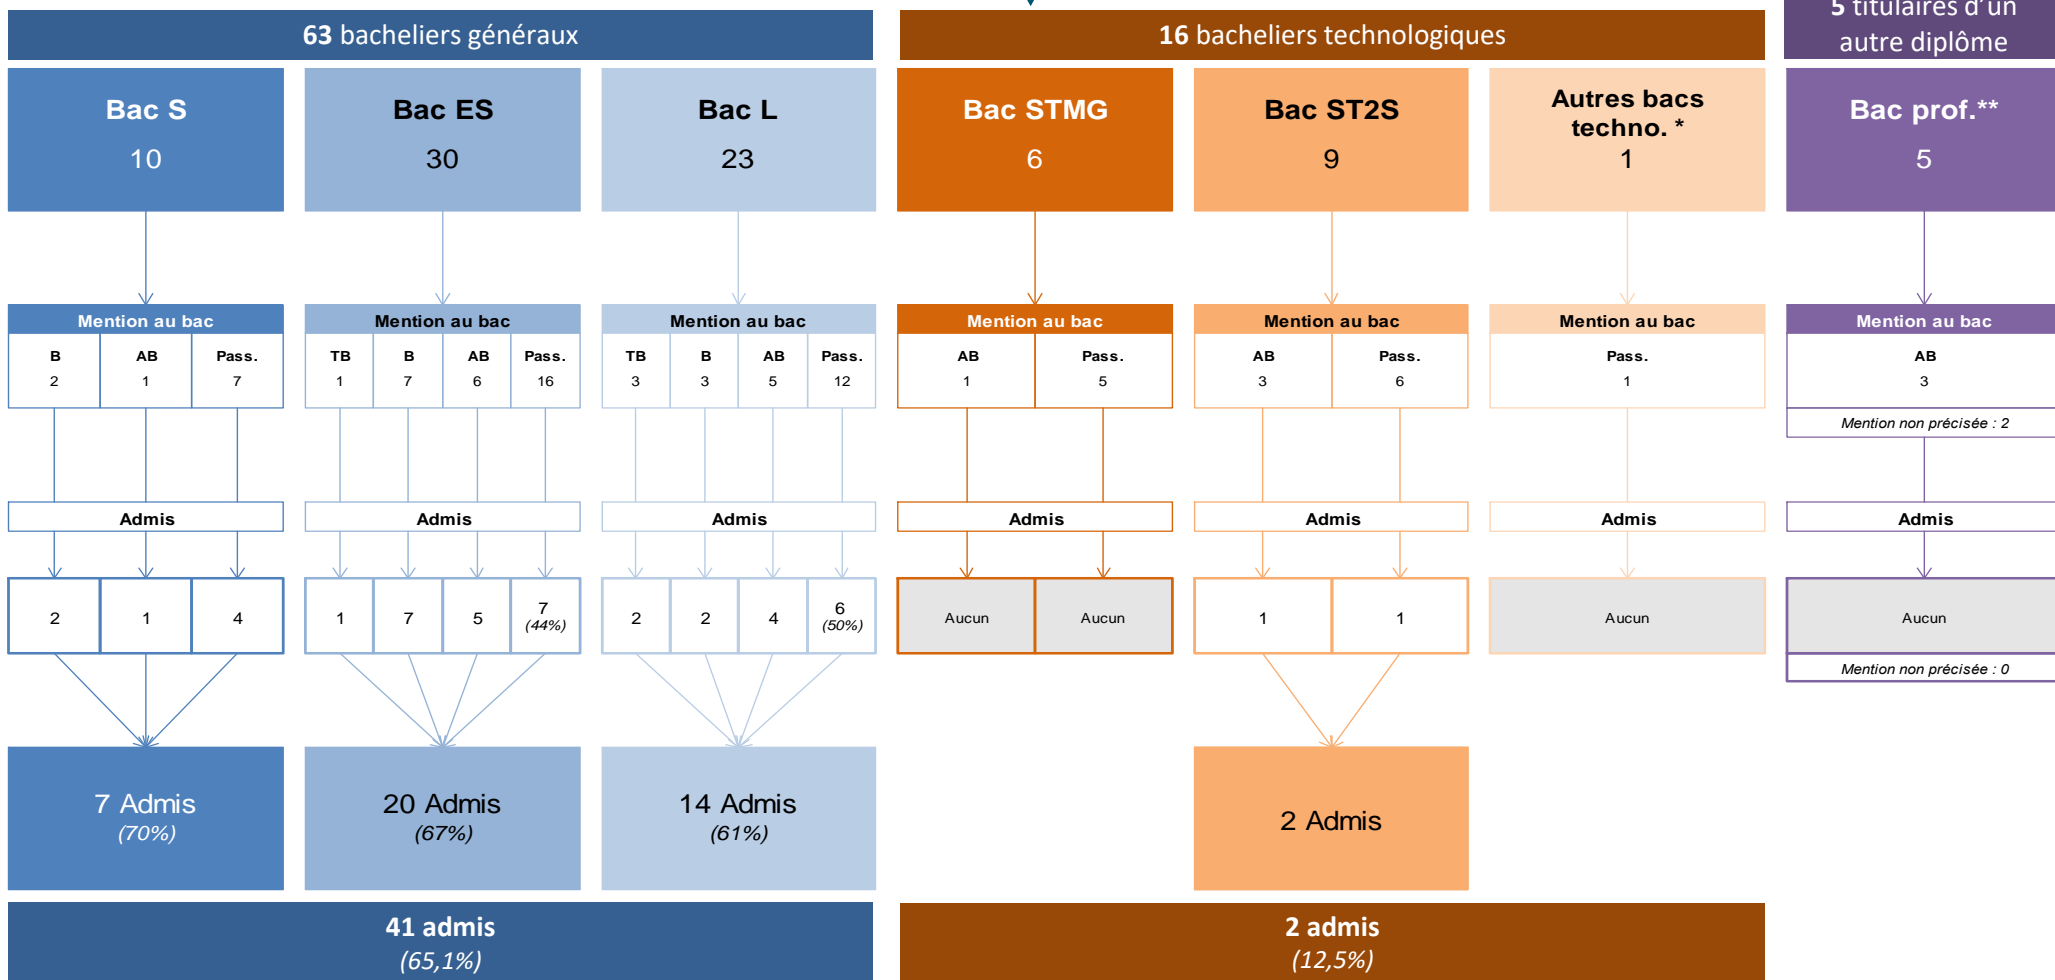 63 bacheliers généraux
16 bacheliers technologiques
5 titulaires d'un
autre diplôme
Bac S
10
Bac ES
30
Bac L
23
Bac STMG
6
Bac ST2S
9
Autres bacs
techno. *
1
Bac prof.**
5
Mention au bac
B AB Pass.
2 1 7
Mention au bac
TB B AB Pass.
1 7 6 16
Mention au bac
TB B AB Pass.
3 3 5 12
Mention au bac
AB Pass.
1 5
Mention au bac
AB Pass.
3 6
Mention au bac
Pass.
1
Mention au bac
AB
3
Mention non précisée : 2
Admis
Admis
Admis
Admis
Admis
Admis
Admis
2 1 4
1 7 5 7
(44%)
2 2 4 6
(50%)
Aucun Aucun
1 1
Aucun
Aucun
Mention non précisée : 0
7 Admis
(70%)
20 Admis
(67%)
14 Admis
(61%)
2 Admis
41 admis
(65,1%)
2 admis
(12,5%)